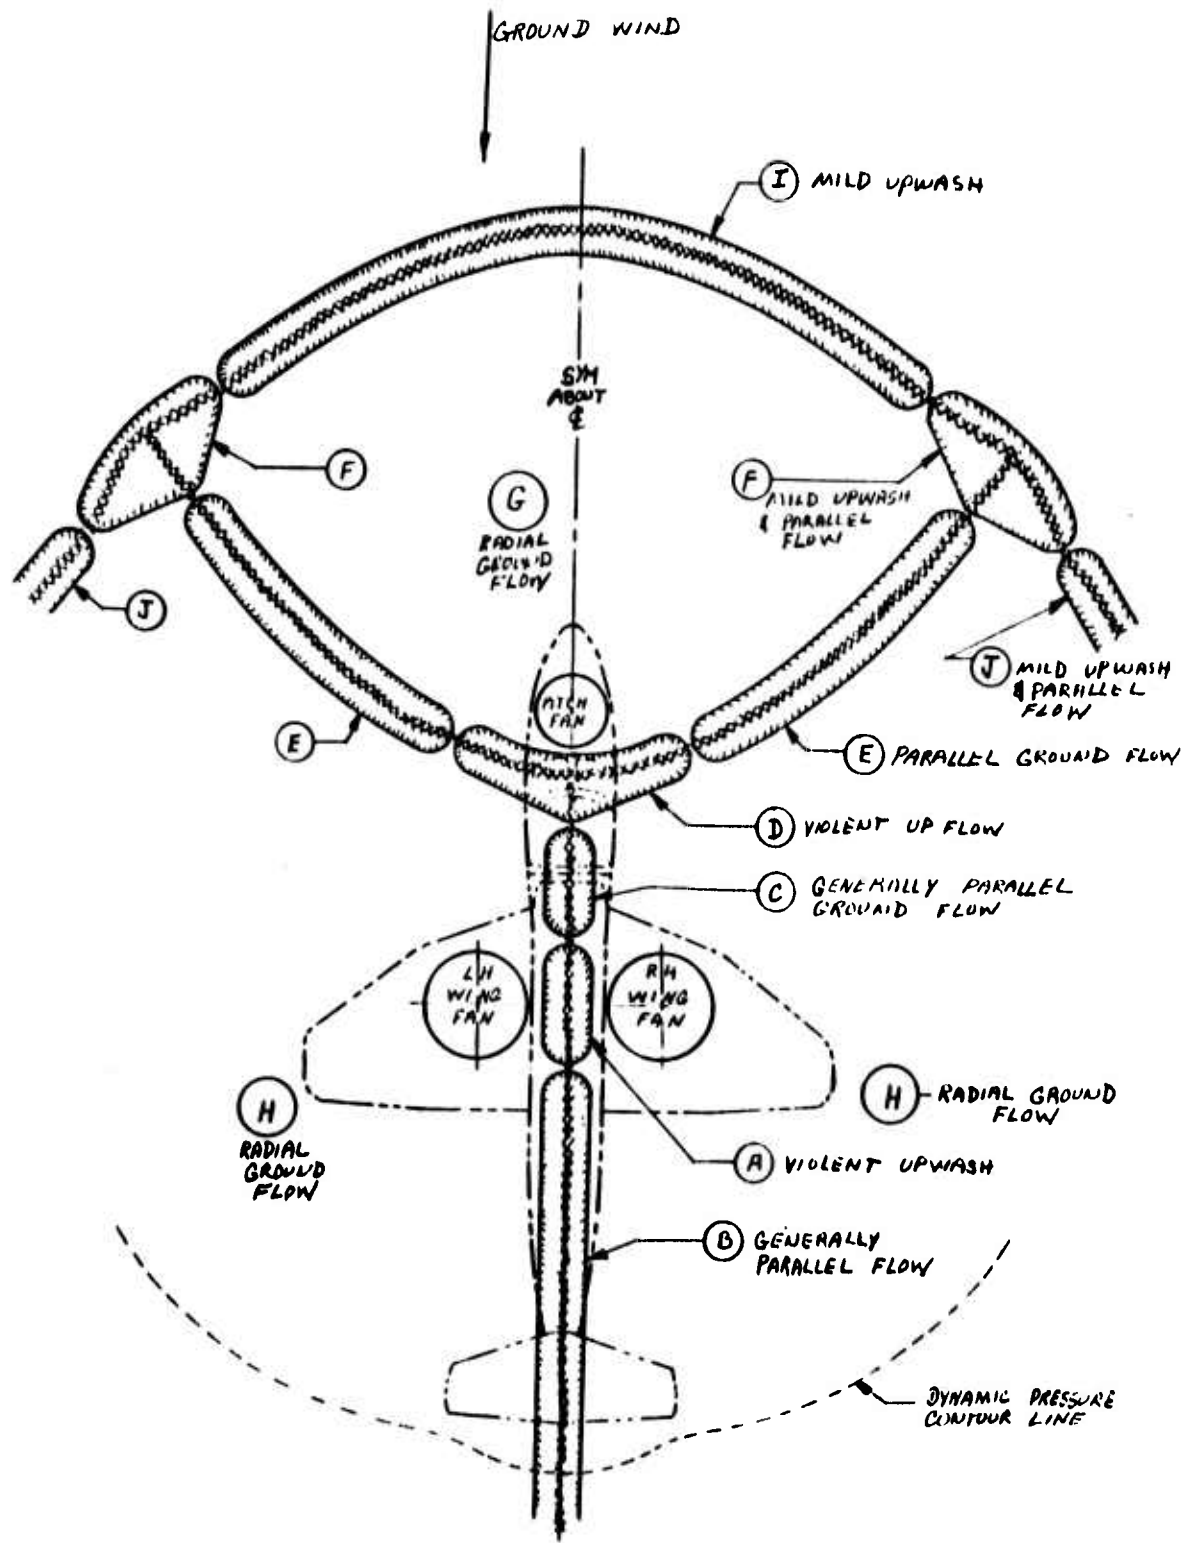 GROUND WIND
I MILD UPWASH
SYM
ABOUT
℄
F
F
MILD UPWASH
& PARALLEL
FLOW
G
RADIAL
GROUND
FLOW
J
J MILD UPWASH
& PARALLEL
FLOW
PITCH
FAN
E
E PARALLEL GROUND FLOW
D VIOLENT UP FLOW
C GENERALLY PARALLEL
GROUND FLOW
LH
WING
FAN
RH
WING
FAN
H
RADIAL
GROUND
FLOW
H RADIAL GROUND
FLOW
A VIOLENT UPWASH
B GENERALLY
PARALLEL FLOW
DYNAMIC PRESSURE
CONTOUR LINE